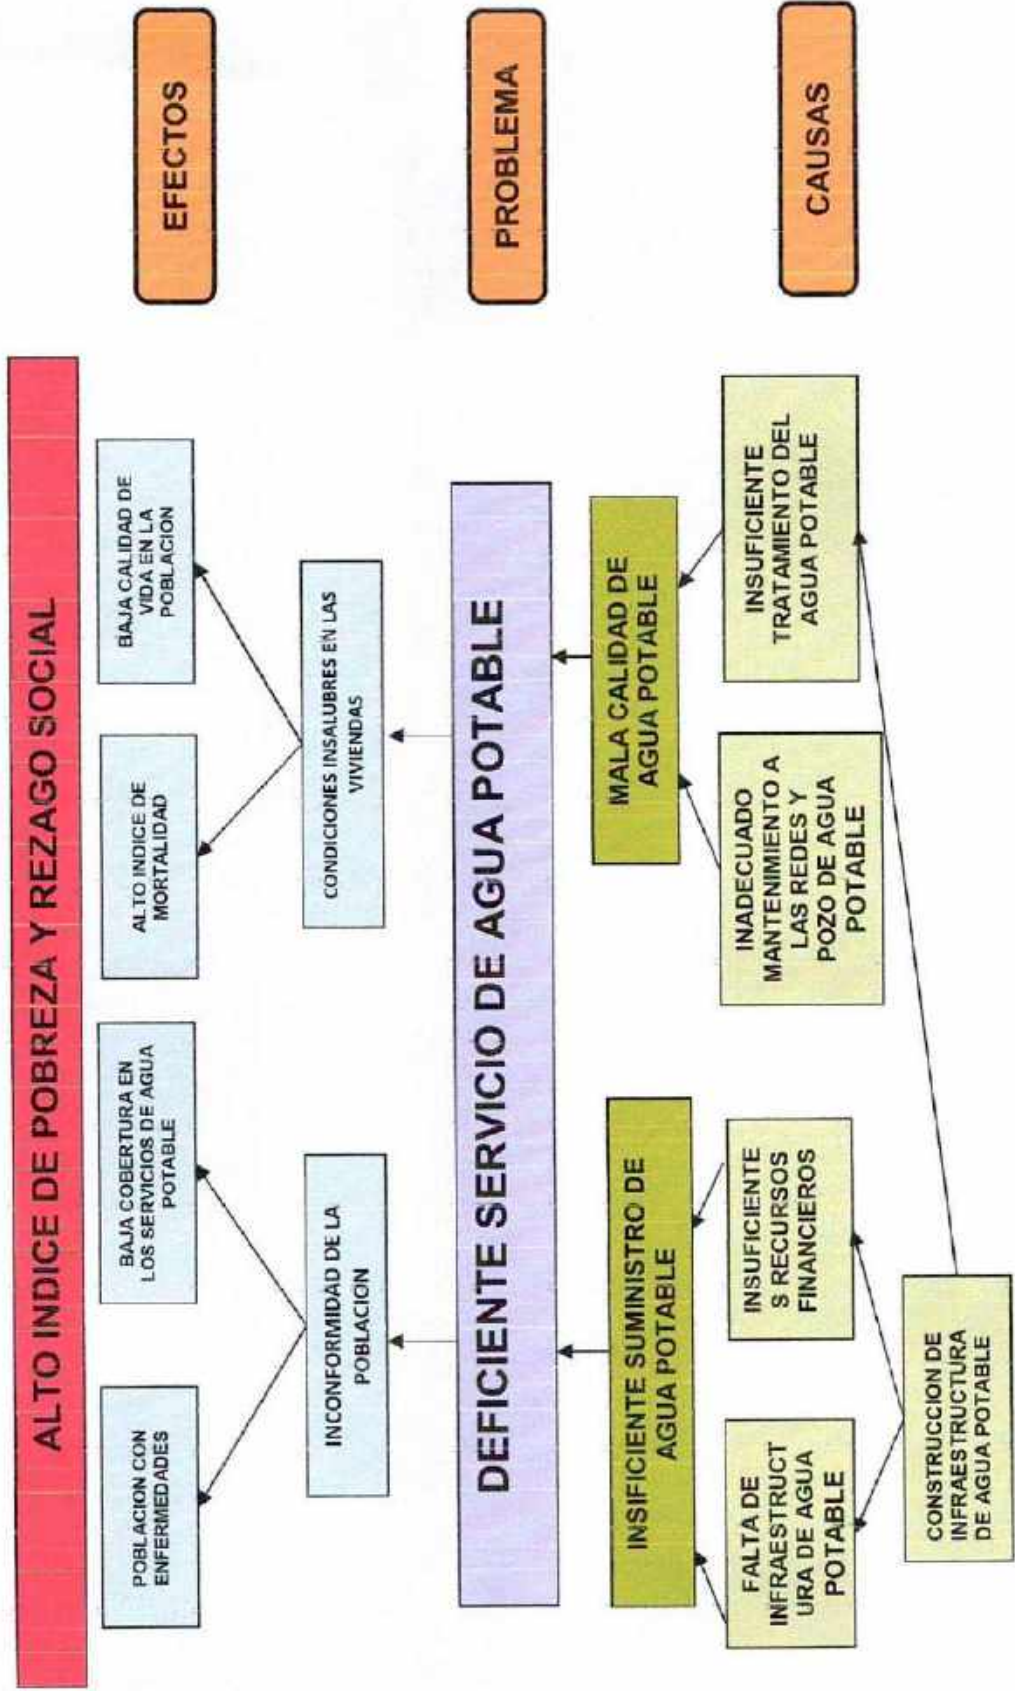 ALTO INDICE DE POBREZA Y REZAGO SOCIAL
EFECTOS
POBLACION CON
ENFERMEDADES
BAJA COBERTURA EN
LOS SERVICIOS DE AGUA
POTABLE
ALTO INDICE DE
MORTALIDAD
BAJA CALIDAD DE
VIDA EN LA
POBLACION
INCONFORMIDAD DE LA
POBLACION
CONDICIONES INSALUBRES EN LAS
VIVIENDAS
DEFICIENTE SERVICIO DE AGUA POTABLE
PROBLEMA
INSIFICIENTE SUMINISTRO DE
AGUA POTABLE
MALA CALIDAD DE
AGUA POTABLE
FALTA DE
INFRAESTRUCT
URA DE AGUA
POTABLE
INSUFICIENTE
S RECURSOS
FINANCIEROS
INADECUADO
MANTENIMIENTO A
LAS REDES Y
POZO DE AGUA
POTABLE
INSUFICIENTE
TRATAMIENTO DEL
AGUA POTABLE
CAUSAS
CONSTRUCCION DE
INFRAESTRUCTURA
DE AGUA POTABLE